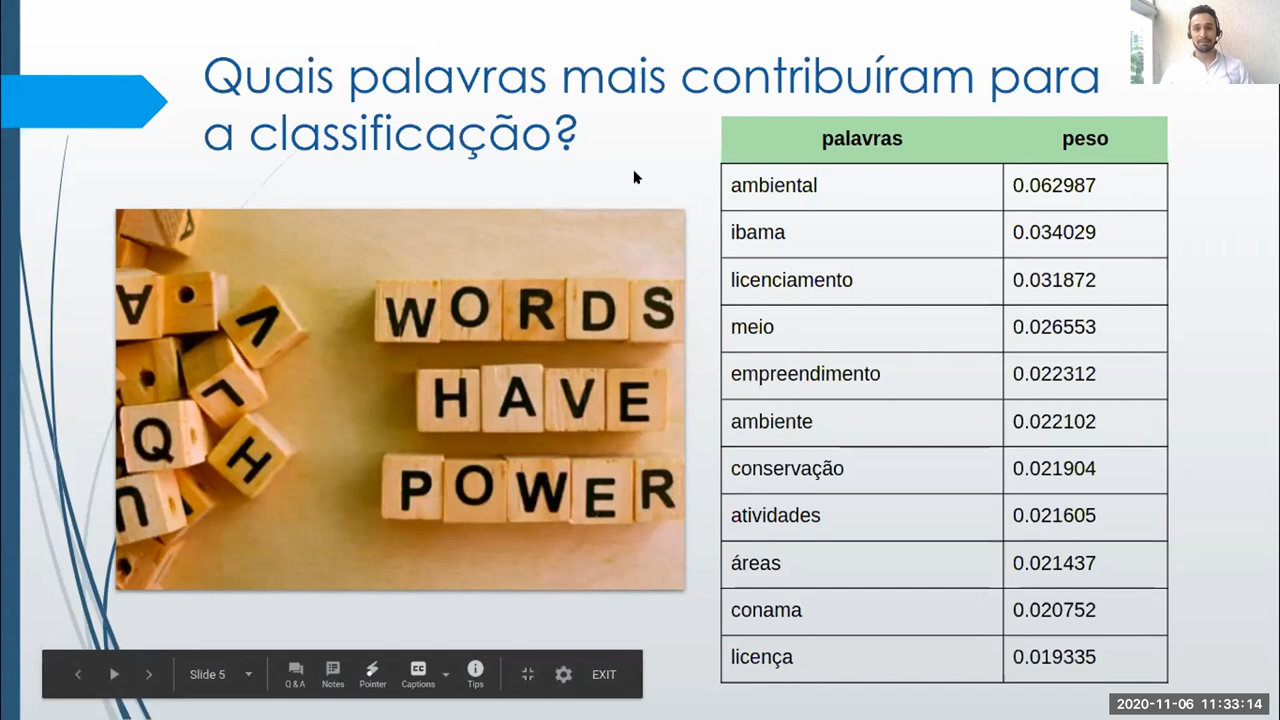 Quais palavras mais contribuíram para
a classificação?
WORDS
HAVE
POWER
A
A
V
L
Q
H
U
palavras peso
ambiental 0.062987
ibama 0.034029
licenciamento 0.031872
meio 0.026553
empreendimento 0.022312
ambiente 0.022102
conservação 0.021904
atividades 0.021605
áreas 0.021437
conama 0.020752
licença 0.019335
Slide 5
Q & A Notes Pointer Captions Tips EXIT
2020-11-06 11:33:14